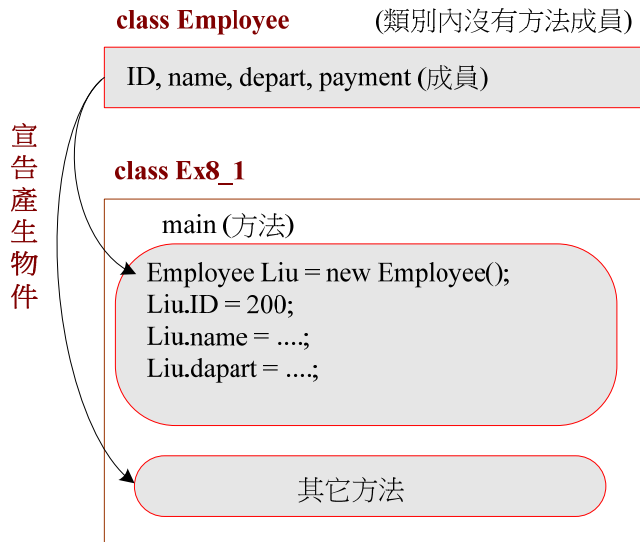 class Employee (類別內沒有方法成員)
ID, name, depart, payment (成員)
宣告產生物件
class Ex8_1
main (方法)
Employee Liu = new Employee();
Liu.ID = 200;
Liu.name = ....;
Liu.dapart = ....;
其它方法